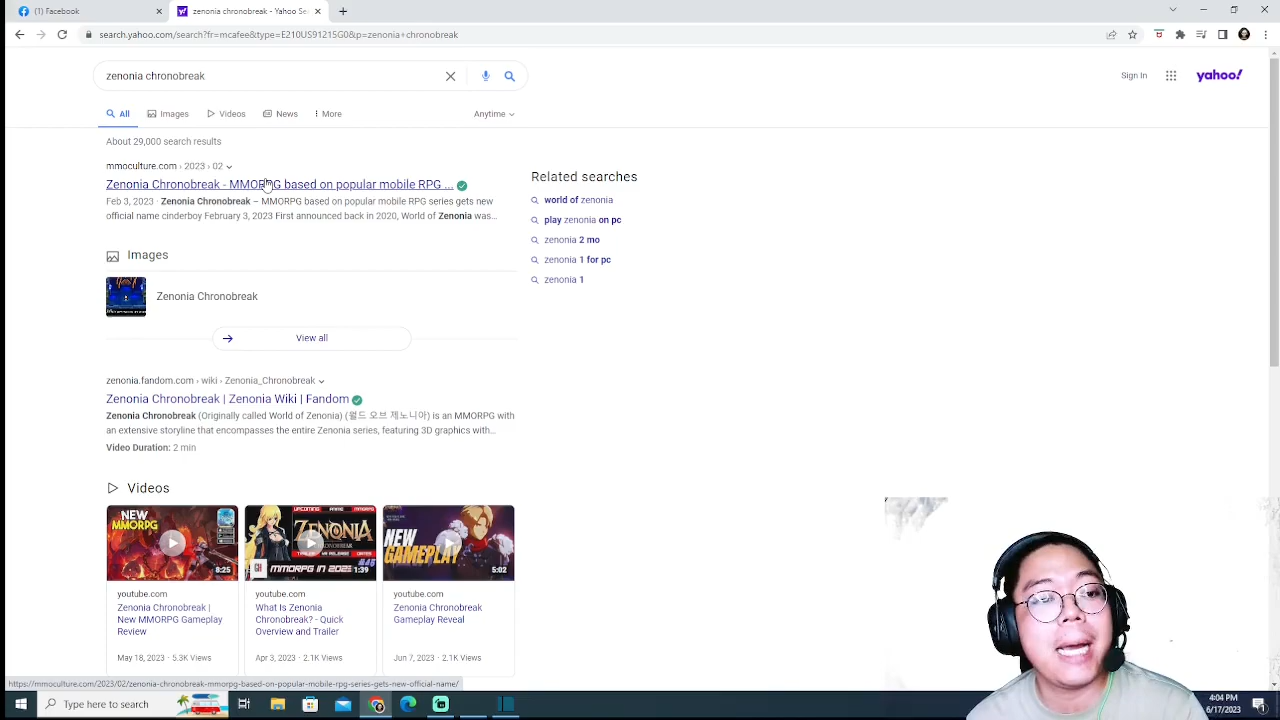 (1) Facebook
zenonia chronobreak - Yahoo Se
search.yahoo.com/search?fr=mcafee&type=E210US91215G0&p=zenonia+chronobreak
zenonia chronobreak
Sign In
yahoo!
All
Images
Videos
News
More
Anytime
About 29,000 search results
mmoculture.com › 2023 › 02
Zenonia Chronobreak - MMORPG based on popular mobile RPG ...
Feb 3, 2023 · Zenonia Chronobreak – MMORPG based on popular mobile RPG series gets new
official name cinderboy February 3, 2023 First announced back in 2020, World of Zenonia was...
Related searches
world of zenonia
play zenonia on pc
zenonia 2 mo
zenonia 1 for pc
zenonia 1
Images
Zenonia Chronobreak
View all
zenonia.fandom.com › wiki › Zenonia_Chronobreak
Zenonia Chronobreak | Zenonia Wiki | Fandom
Zenonia Chronobreak (Originally called World of Zenonia) (월드 오브 제노니아) is an MMORPG with
an extensive storyline that encompasses the entire Zenonia series, featuring 3D graphics with...
Video Duration: 2 min
Videos
NEW
MMORPG
8:25
UPCOMING ANIME MMORPG
ZENONIA
CHRONOBREAK
MMORPG IN 2023
1:39
NEW
GAMEPLAY
5:02
youtube.com
Zenonia Chronobreak |
New MMORPG Gameplay
Review
May 18, 2023 · 5.3K Views
youtube.com
What Is Zenonia
Chronobreak? - Quick
Overview and Trailer
Apr 3, 2023 · 2.1K Views
youtube.com
Zenonia Chronobreak
Gameplay Reveal
Jun 7, 2023 · 2.1K Views
https://mmoculture.com/2023/02/zenonia-chronobreak-mmorpg-based-on-popular-mobile-rpg-series-gets-new-official-name/
Type here to search
4:04 PM
6/17/2023